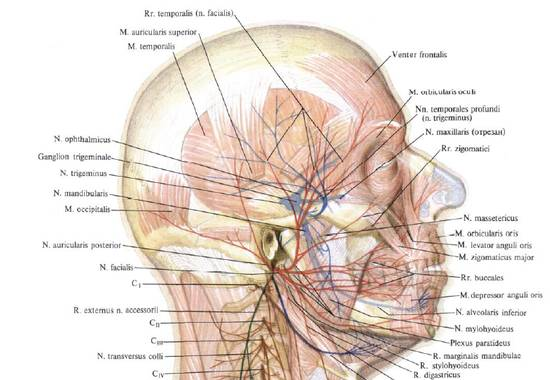 Rr. temporalis (n. facialis)
M. auricularis superior
M. temporalis
Venter frontalis
M. orbicularis oculi
Nn. temporales profundi
(n. trigeminus)
N. maxillaris (отрезан)
Rr. zigomatici
N. ophthalmicus
Ganglion trigeminale
N. trigeminus
N. mandibularis
M. occipitalis
N. auricularis posterior
N. facialis
C I
R. externus n. accessorii
C II
C III
N. transversus colli
C IV
N. massetericus
M. orbicularis oris
M. levator anguli oris
M. zigomaticus major
Rr. buccales
M. depressor anguli oris
N. alveolaris inferior
N. mylohyoideus
Plexus paratideus
R. marginalis mandibulae
R. stylohyoideus
R. digastricus